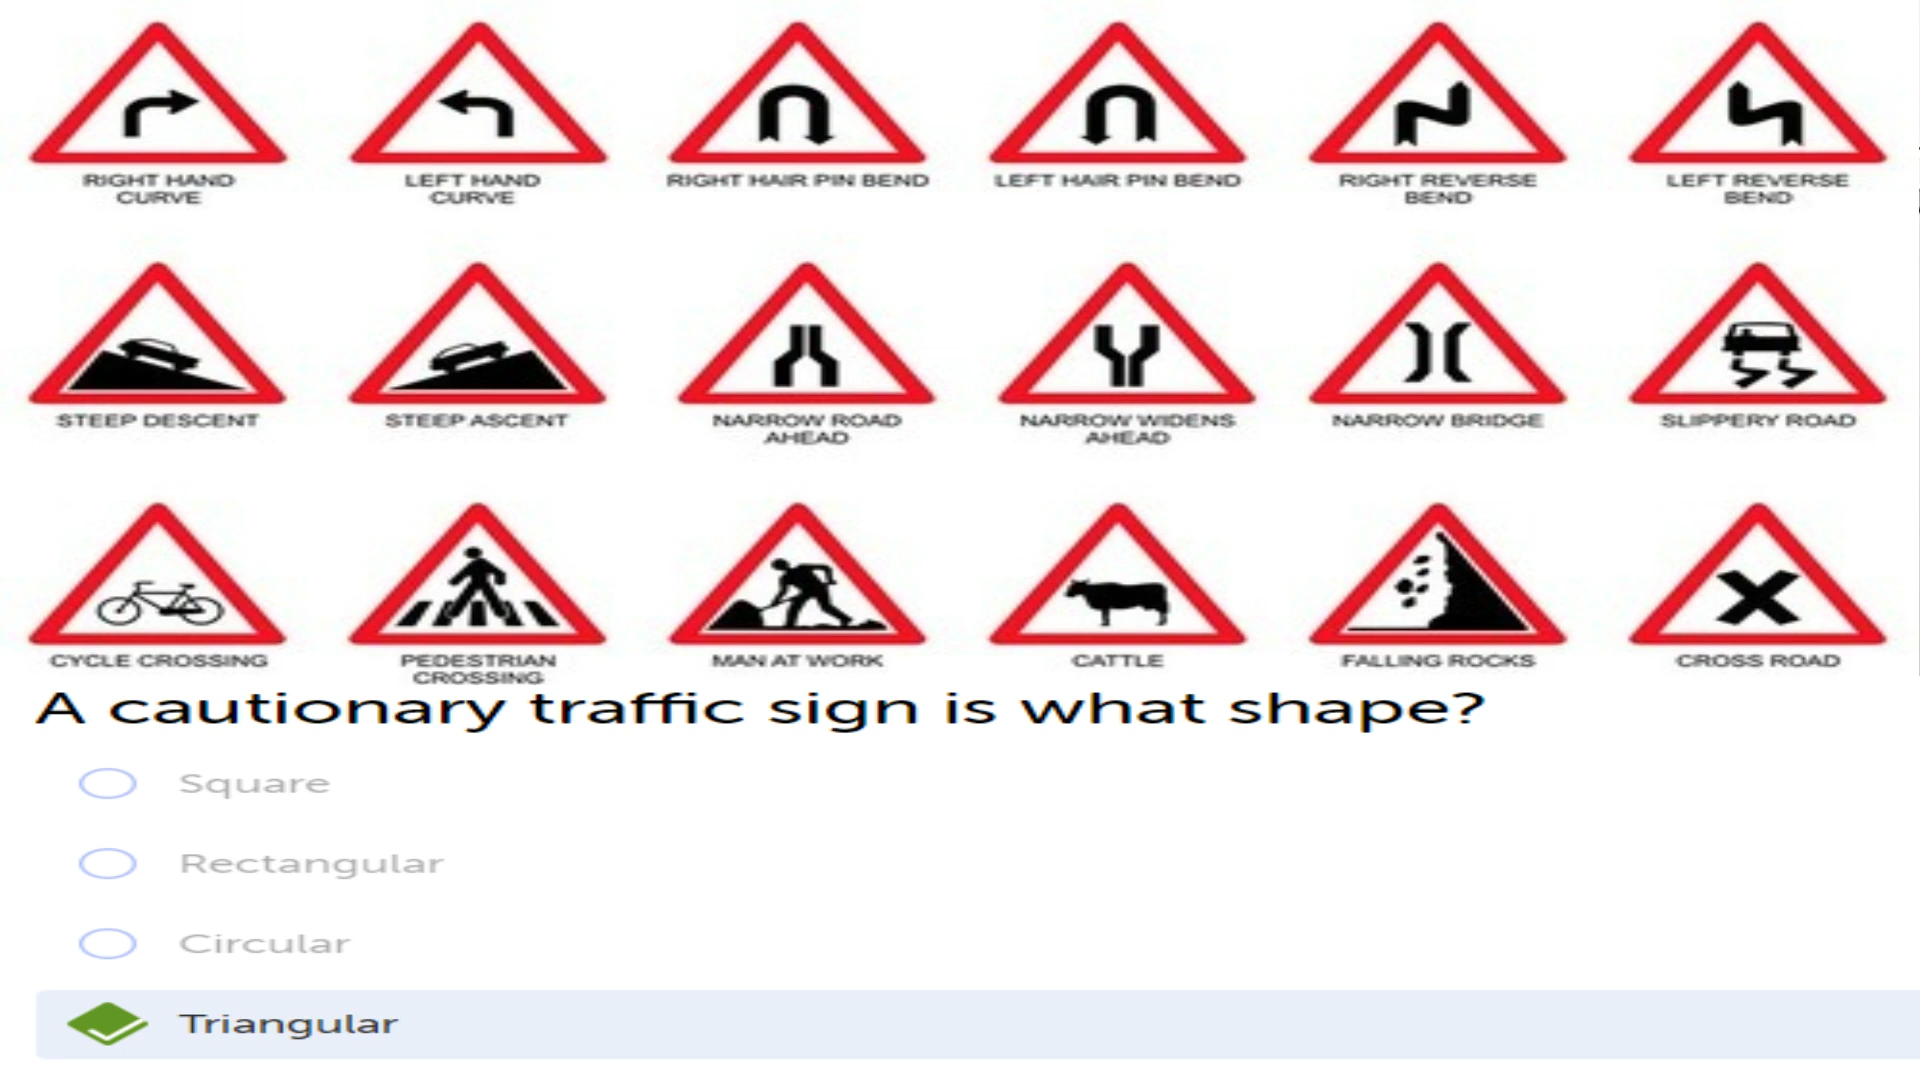 RIGHT HAND CURVE
LEFT HAND CURVE
RIGHT HAIR PIN BEND
LEFT HAIR PIN BEND
RIGHT REVERSE BEND
LEFT REVERSE BEND
STEEP DESCENT
STEEP ASCENT
NARROW ROAD AHEAD
NARROW WIDENS AHEAD
NARROW BRIDGE
SLIPPERY ROAD
CYCLE CROSSING
PEDESTRIAN CROSSING
MAN AT WORK
CATTLE
FALLING ROCKS
CROSS ROAD
A cautionary traffic sign is what shape?
Square
Rectangular
Circular
Triangular